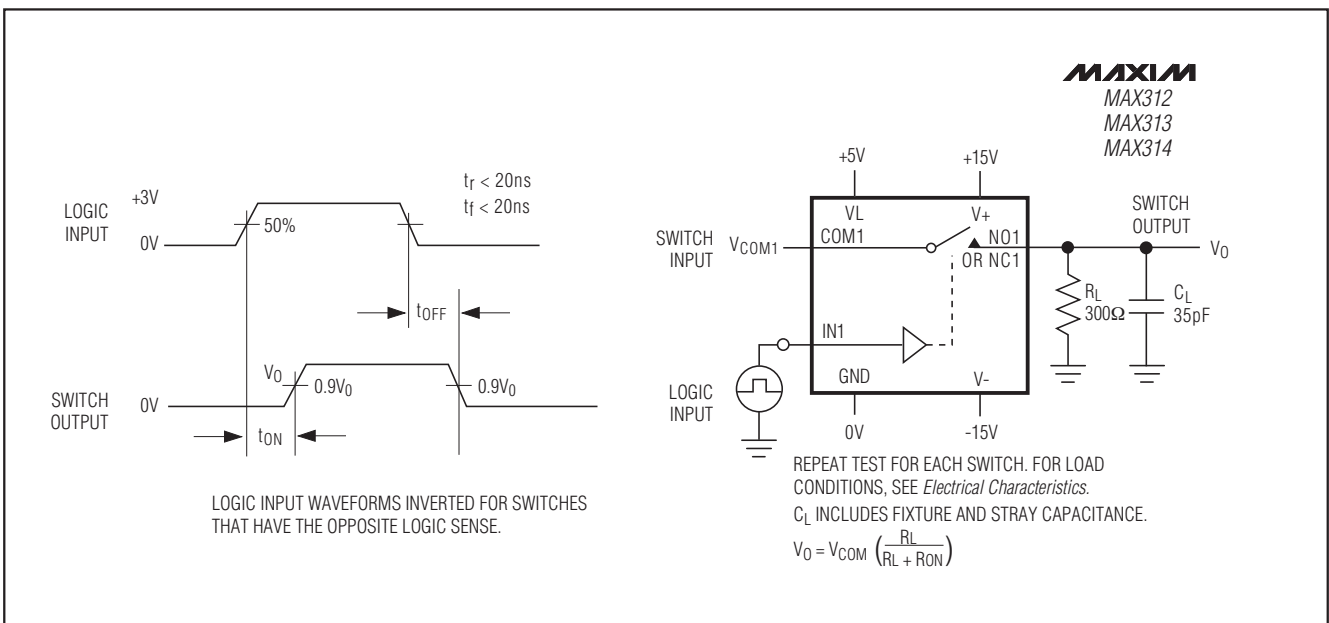 MAXIM
MAX312
MAX313
MAX314
LOGIC
INPUT
+3V
0V
50%
tr < 20ns
tf < 20ns
tOFF
SWITCH
OUTPUT
VO
0V
0.9V0
0.9V0
tON
LOGIC INPUT WAVEFORMS INVERTED FOR SWITCHES
THAT HAVE THE OPPOSITE LOGIC SENSE.
+5V
+15V
VL
V+
SWITCH
INPUT
VCOM1
COM1
NO1
OR NC1
SWITCH
OUTPUT
VO
RL
300Ω
CL
35pF
IN1
LOGIC
INPUT
GND
V-
0V
-15V
REPEAT TEST FOR EACH SWITCH. FOR LOAD
CONDITIONS, SEE Electrical Characteristics.
CL INCLUDES FIXTURE AND STRAY CAPACITANCE.
VO = VCOM (RL / RL + RON)